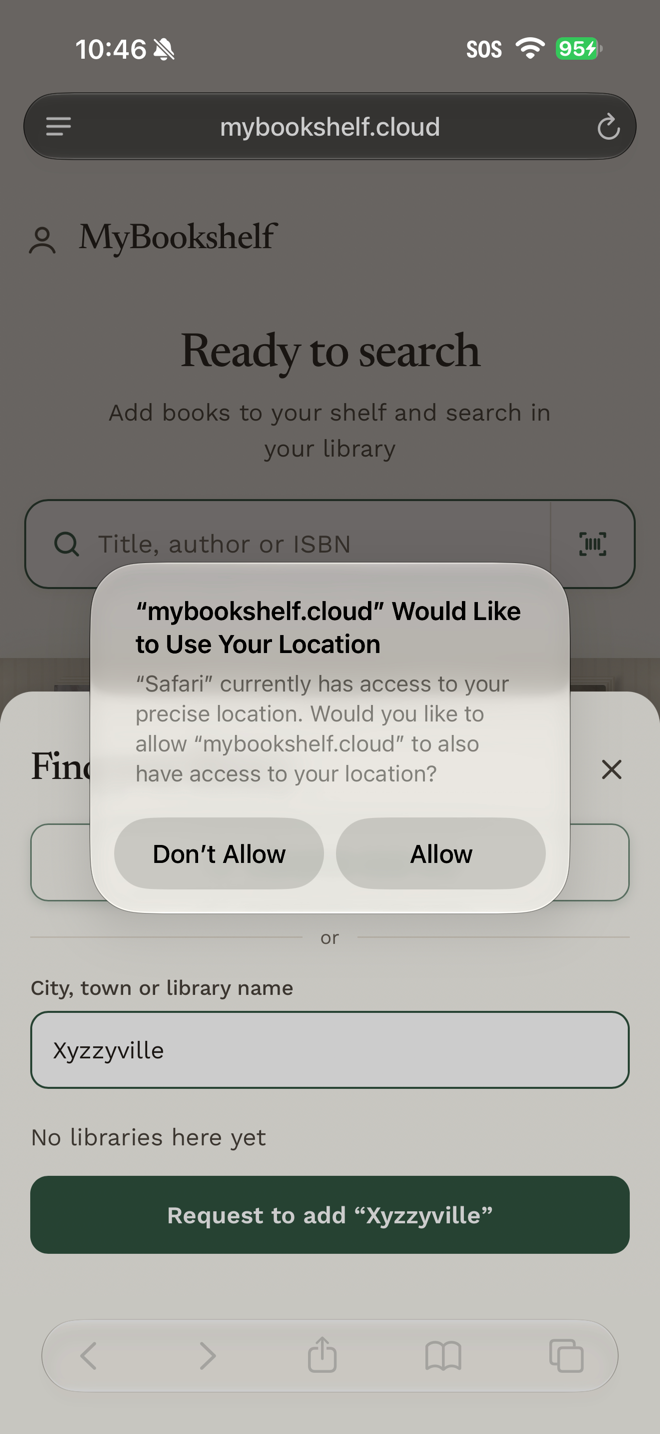 10:46
SOS
95
mybookshelf.cloud
MyBookshelf
Ready to search
Add books to your shelf and search in
your library
Title, author or ISBN
“mybookshelf.cloud” Would Like
to Use Your Location
“Safari” currently has access to your
precise location. Would you like to
allow “mybookshelf.cloud” to also
have access to your location?
Don’t Allow
Allow
or
City, town or library name
Xyzzyville
No libraries here yet
Request to add “Xyzzyville”